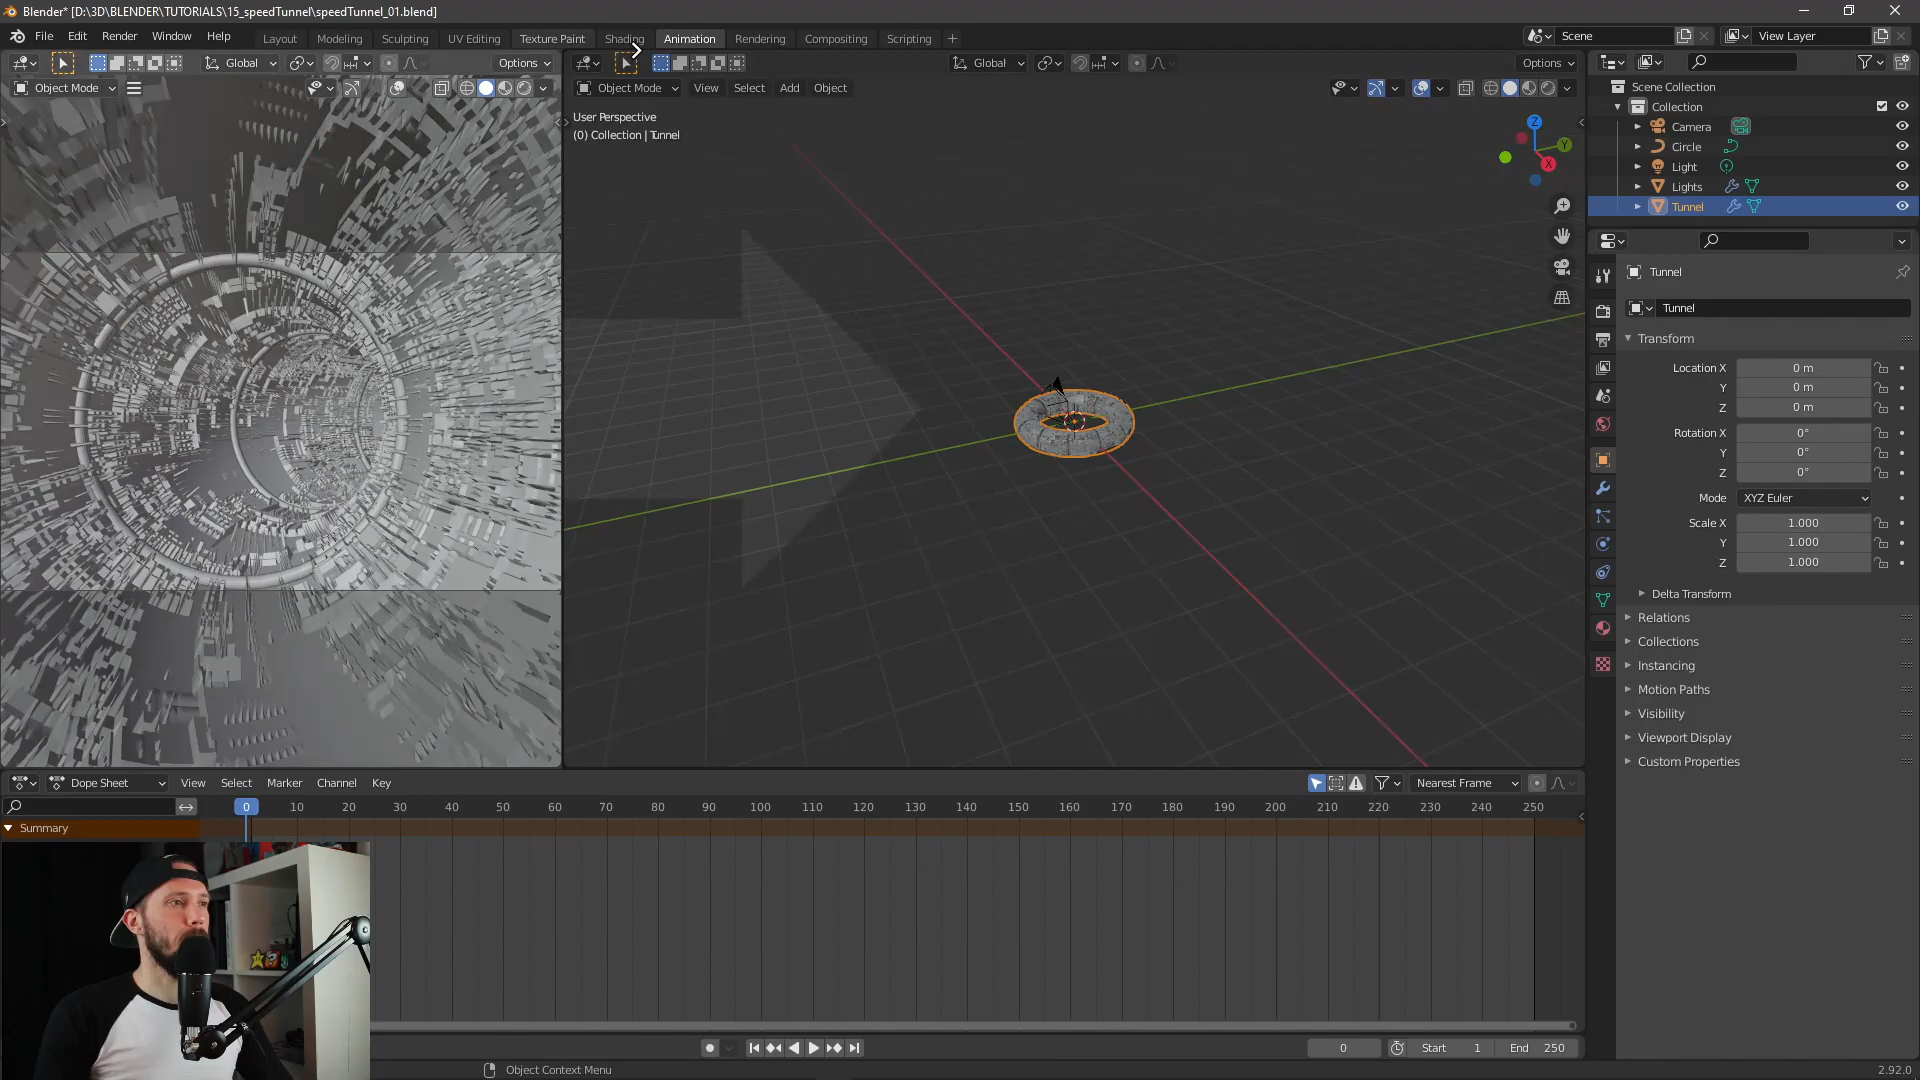 Blender* [D:\3D\BLENDER\TUTORIALS\15_speedTunnel\speedTunnel_01.blend]
File Edit Render Window Help Layout Modeling Sculpting UV Editing Texture Paint Shading Animation Rendering Compositing Scripting Scene View Layer
Global Options Global Options
Object Mode Object Mode View Select Add Object
User Perspective
(0) Collection | Tunnel
Z
Y
X
Scene Collection
Collection
Camera
Circle
Light
Lights
Tunnel
Tunnel
Tunnel
Transform
Location X 0 m
Y 0 m
Z 0 m
Rotation X 0°
Y 0°
Z 0°
Mode XYZ Euler
Scale X 1.000
Y 1.000
Z 1.000
Delta Transform
Relations
Collections
Instancing
Motion Paths
Visibility
Viewport Display
Custom Properties
Dope Sheet View Select Marker Channel Key Nearest Frame
0 10 20 30 40 50 60 70 80 90 100 110 120 130 140 150 160 170 180 190 200 210 220 230 240 250
Summary
0 Start 1 End 250
Object Context Menu 2.92.0